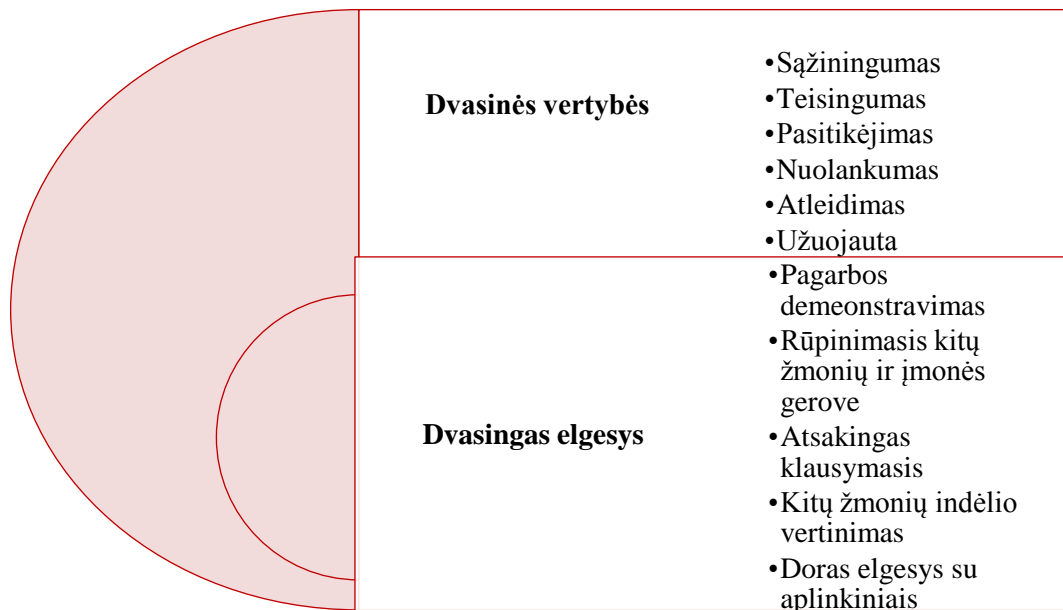 Dvasinės vertybės
•Sąžiningumas
•Teisingumas
•Pasitikėjimas
•Nuolankumas
•Atleidimas
•Užuojauta
Dvasingas elgesys
•Pagarbos
demeonstravimas
•Rūpinimasis kitų
žmonių ir įmonės
gerove
•Atsakingas
klausymasis
•Kitų žmonių indėlio
vertinimas
•Doras elgesys su
aplinkiniais